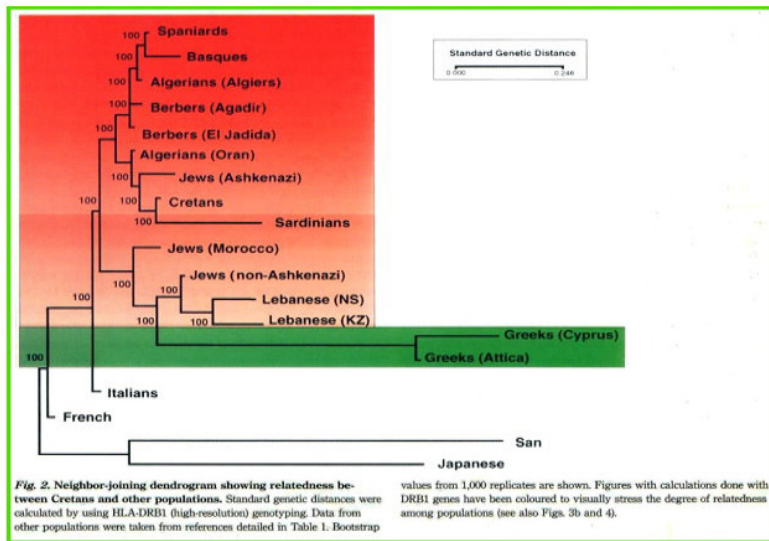 Spaniards
Standard Genetic Distance
0.000 0.246
100
Basques
100
Algerians (Algiers)
100
Berbers (Agadir)
100
Berbers (El Jadida)
100
Algerians (Oran)
100
Jews (Ashkenazi)
100
Cretans
100
Sardinians
Jews (Morocco)
100
Jews (non-Ashkenazi)
100
Lebanese (NS)
100
Lebanese (KZ)
100
Greeks (Cyprus)
100
Greeks (Attica)
Italians
French
San
Japanese
Fig. 2. Neighbor-joining dendrogram showing relatedness be-
tween Cretans and other populations. Standard genetic distances were
calculated by using HLA-DRB1 (high-resolution) genotyping. Data from
other populations were taken from references detailed in Table 1. Bootstrap
values from 1,000 replicates are shown. Figures with calculations done with
DRB1 genes have been coloured to visually stress the degree of relatedness
among populations (see also Figs. 3b and 4).